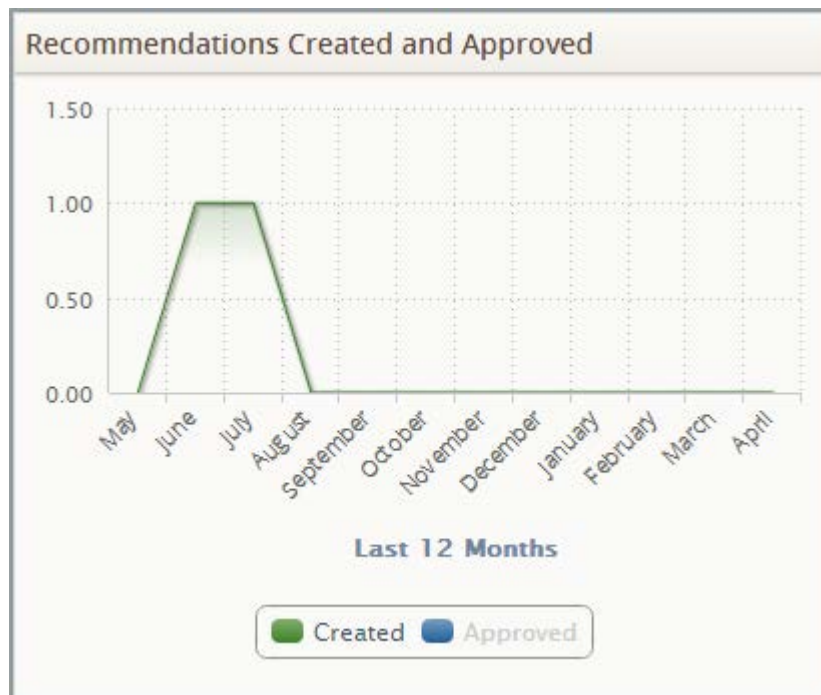 Recommendations Created and Approved
1.50
1.00
0.50
0.00
May June July August September October November December January February March April
Last 12 Months
Created Approved